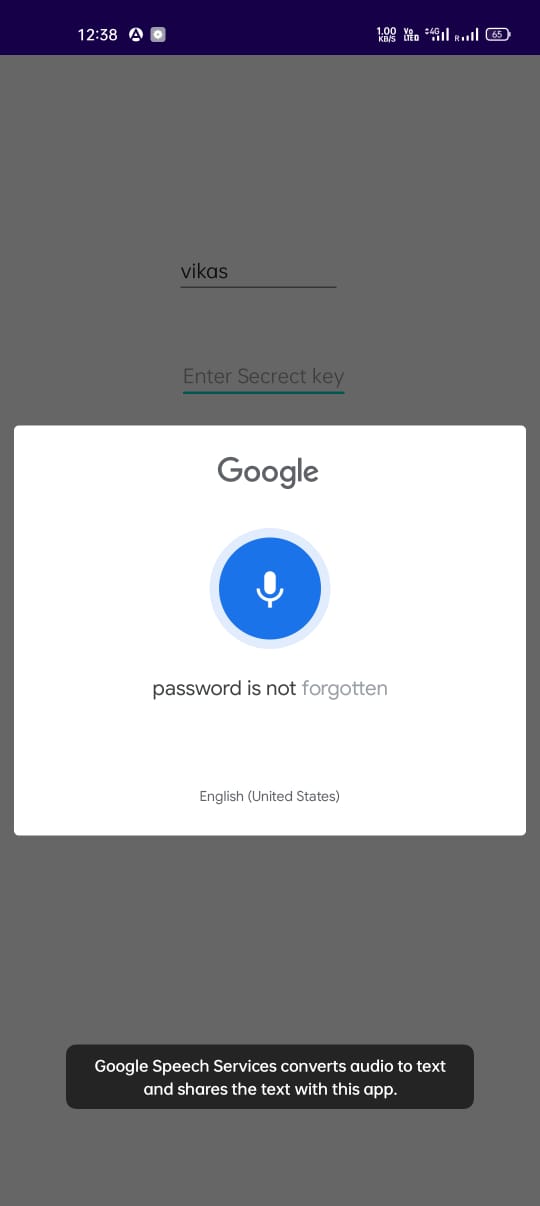 12:38 1.00 KB/S Vo LTED 4G R 65
vikas
Enter Secrect key
Google
password is not forgotten
English (United States)
Google Speech Services converts audio to text
and shares the text with this app.